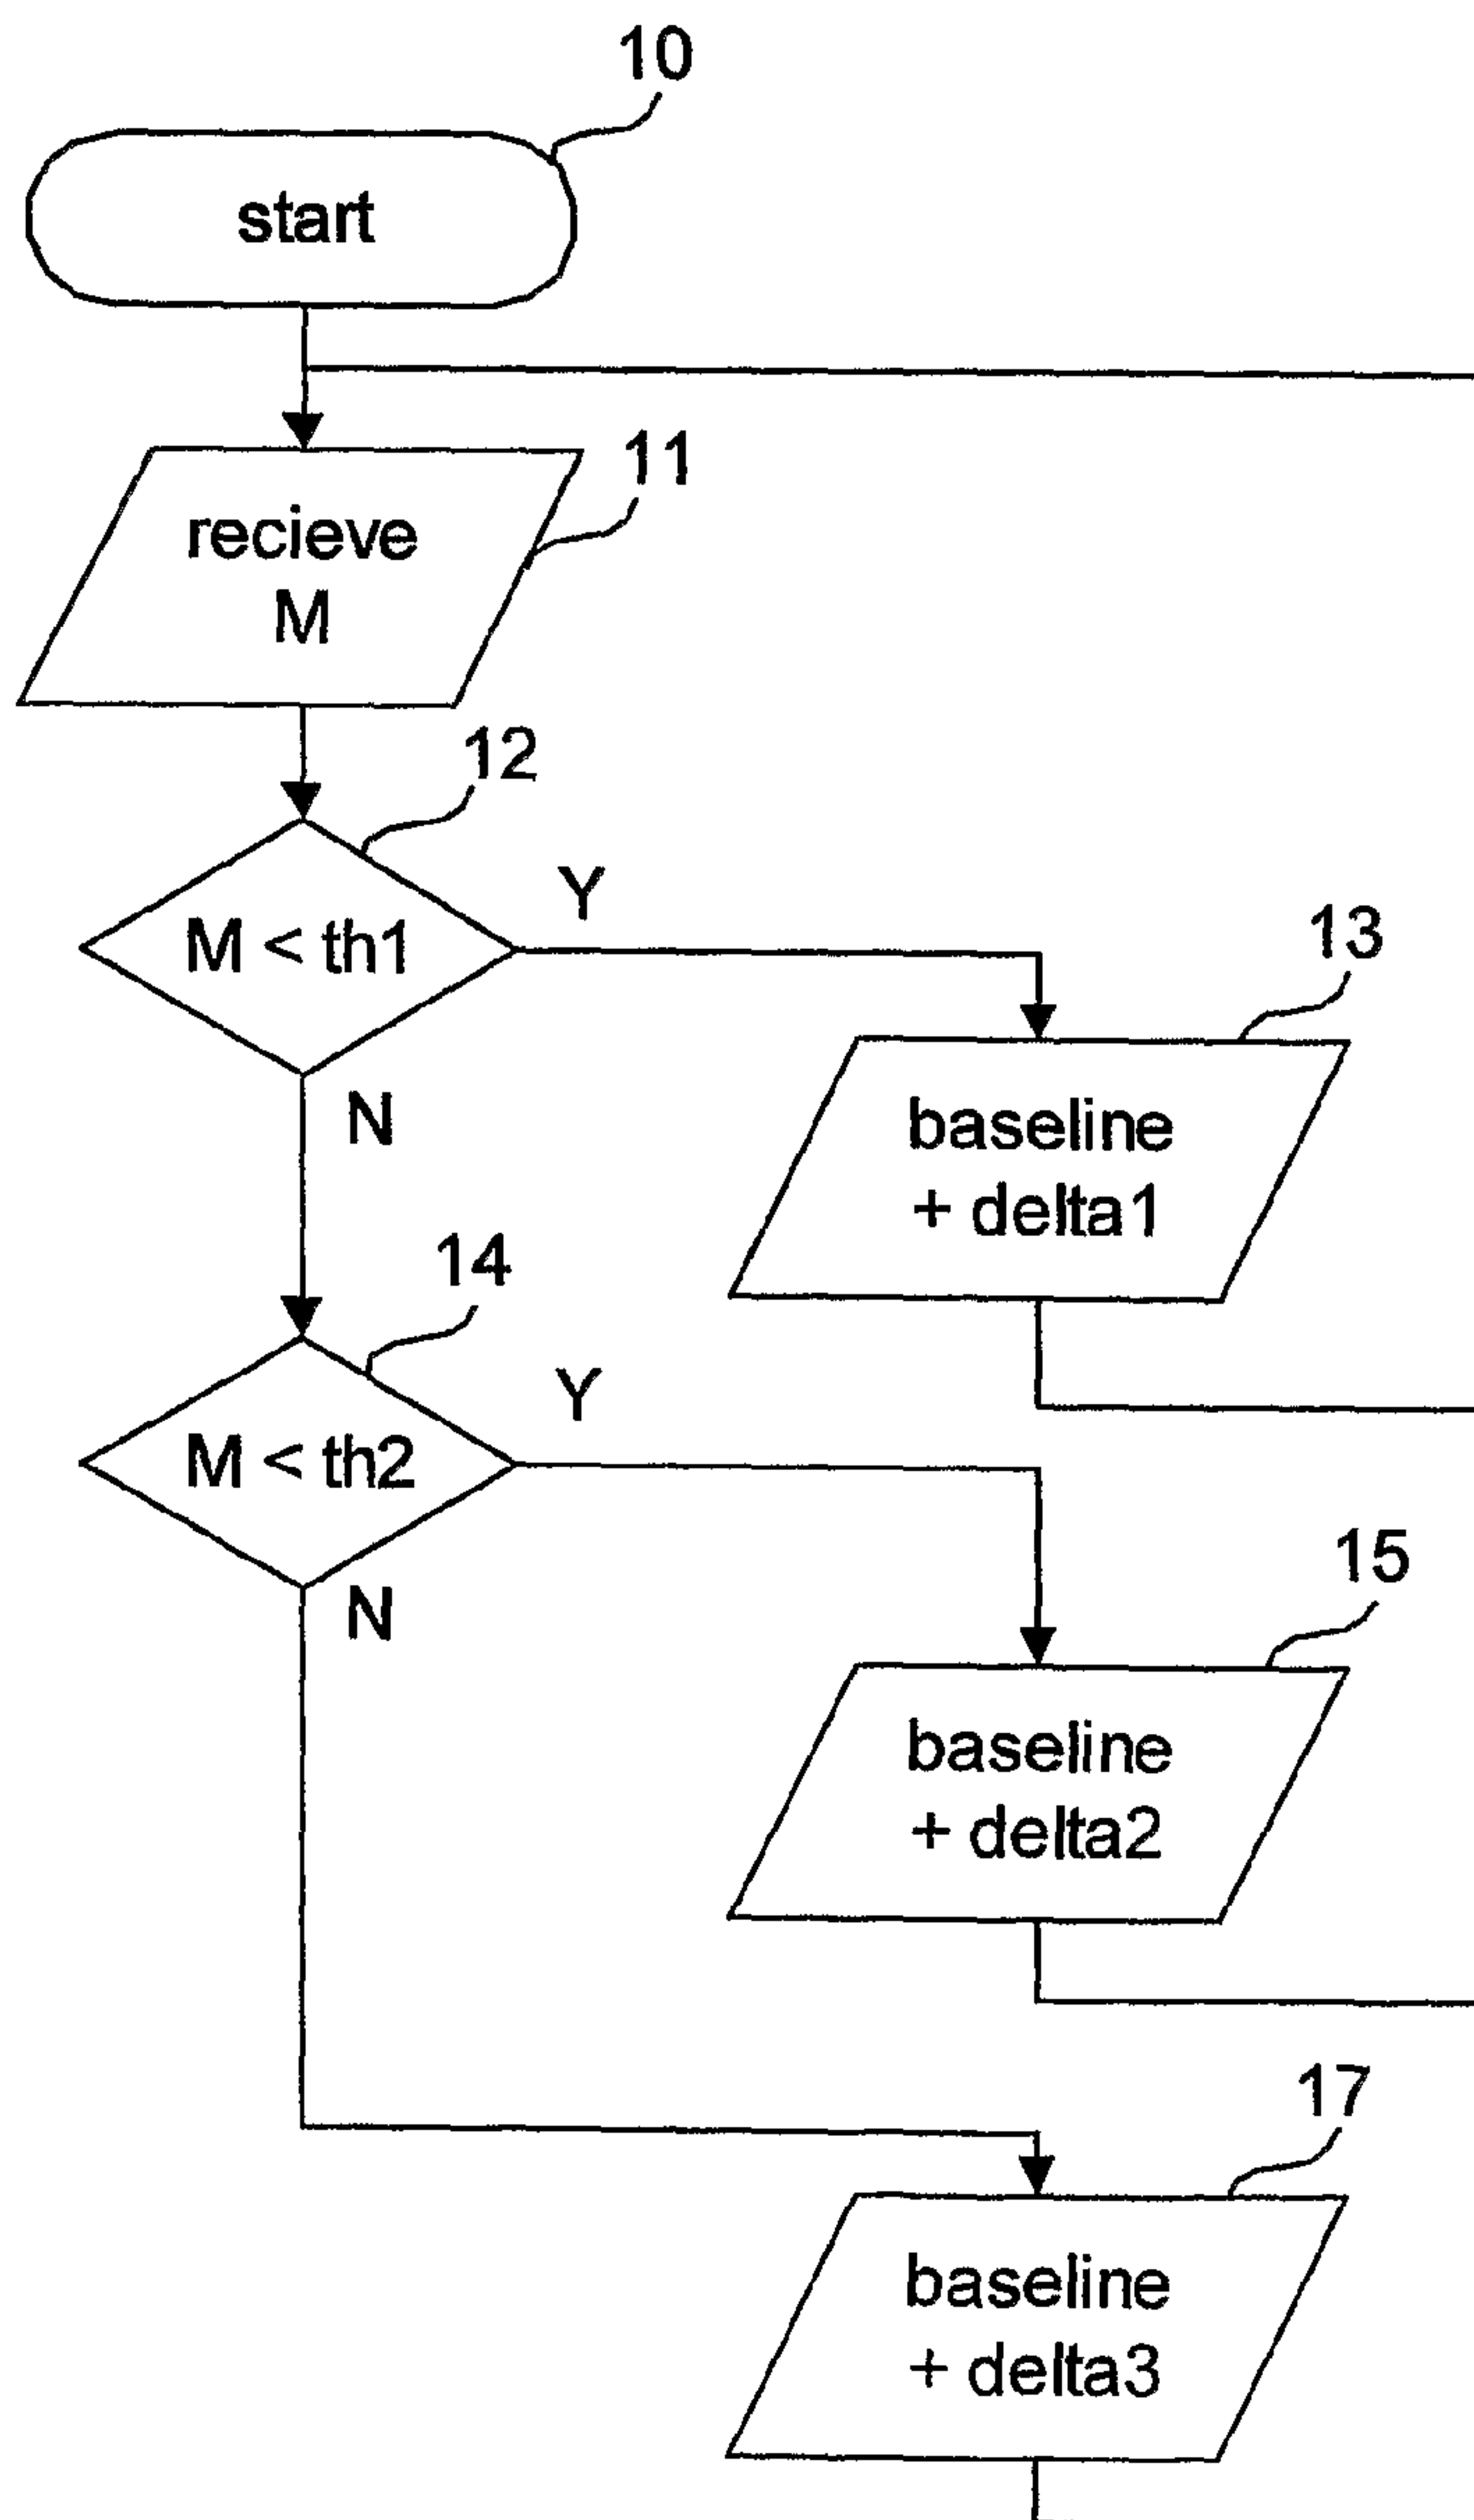 10
start
11
recieve
M
12
M < th1
Y
N
13
baseline
+ delta1
14
M < th2
Y
N
15
baseline
+ delta2
17
baseline
+ delta3